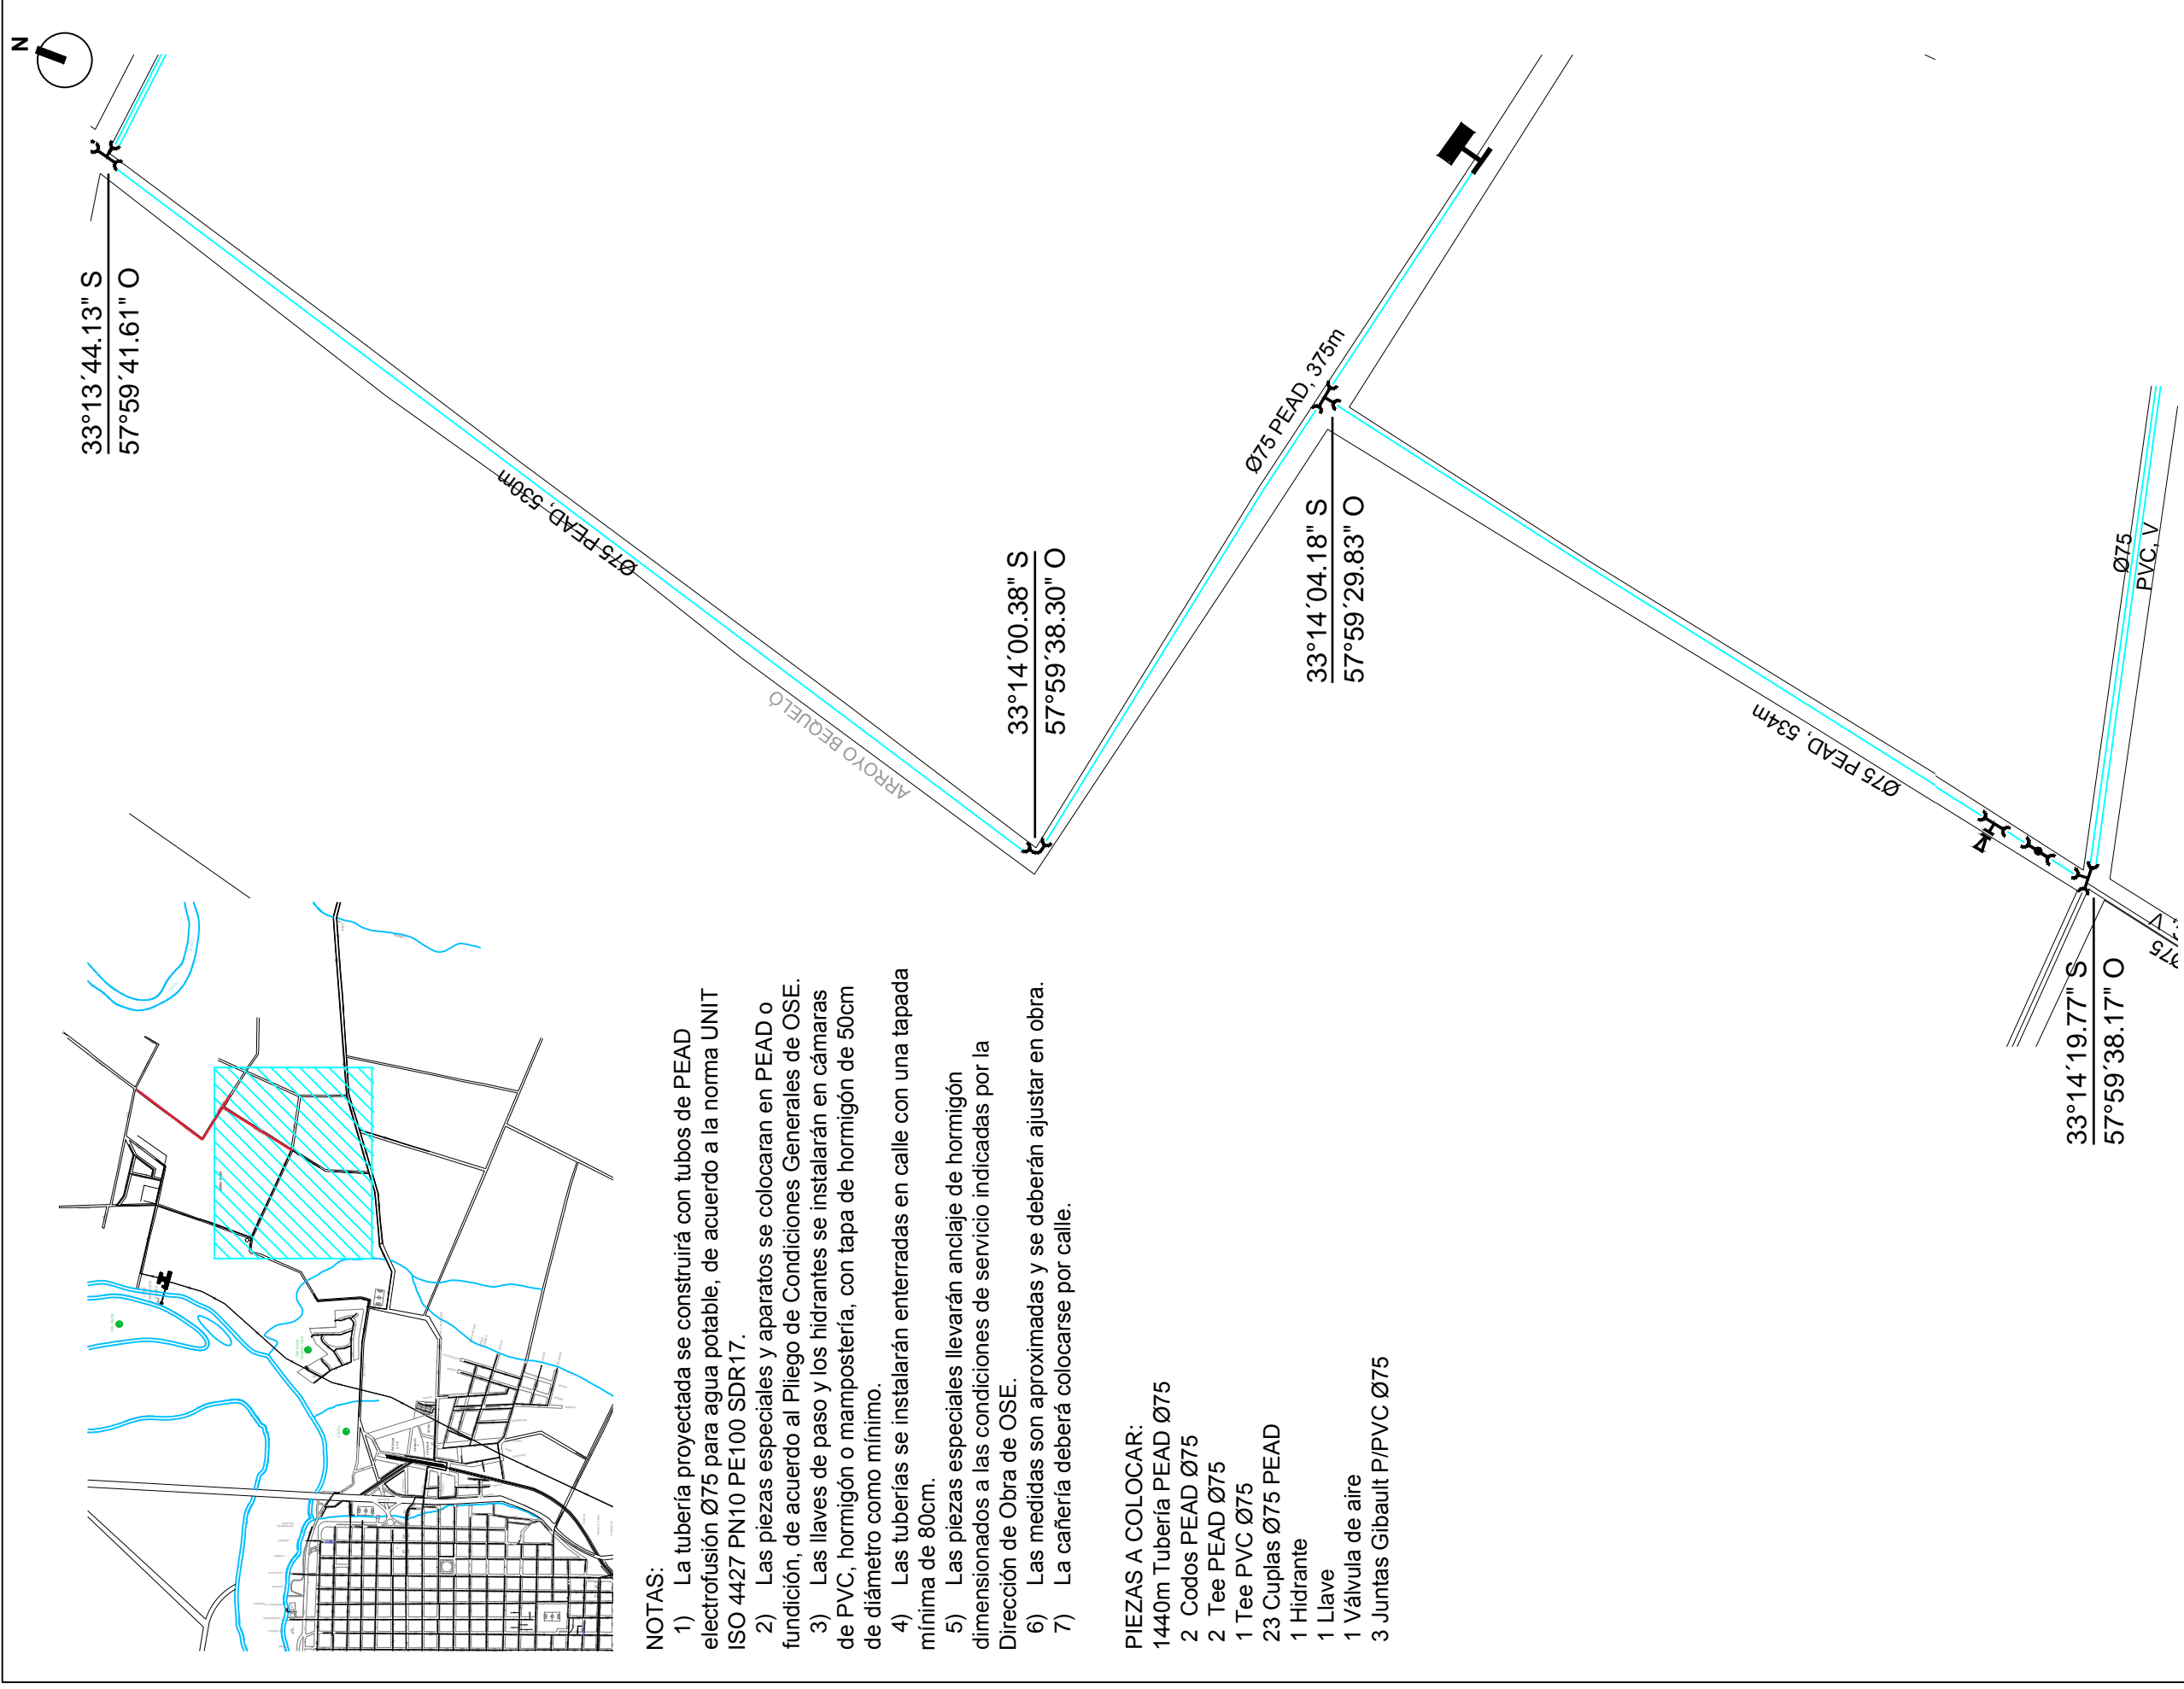 N
33°13´44.13" S
57°59´41.61" O
Ø75 PEAD, 530m
ARROYO BEQUELÓ
33°14´00.38" S
57°59´38.30" O
Ø75 PEAD, 375m
33°14´04.18" S
57°59´29.83" O
Ø75 PEAD, 534m
Ø75
PVC, V
33°14´19.77" S
57°59´38.17" O
Ø75
V
NOTAS:
1) La tubería proyectada se construirá con tubos de PEAD
electrofusión Ø75 para agua potable, de acuerdo a la norma UNIT
ISO 4427 PN10 PE100 SDR17.
2) Las piezas especiales y aparatos se colocaran en PEAD o
fundición, de acuerdo al Pliego de Condiciones Generales de OSE.
3) Las llaves de paso y los hidrantes se instalarán en cámaras
de PVC, hormigón o mampostería, con tapa de hormigón de 50cm
de diámetro como mínimo.
4) Las tuberías se instalarán enterradas en calle con una tapada
mínima de 80cm.
5) Las piezas especiales llevarán anclaje de hormigón
dimensionados a las condiciones de servicio indicadas por la
Dirección de Obra de OSE.
6) Las medidas son aproximadas y se deberán ajustar en obra.
7) La cañería deberá colocarse por calle.
PIEZAS A COLOCAR:
1440m Tubería PEAD Ø75
2 Codos PEAD Ø75
2 Tee PEAD Ø75
1 Tee PVC Ø75
23 Cuplas Ø75 PEAD
1 Hidrante
1 Llave
1 Válvula de aire
3 Juntas Gibault P/PVC Ø75